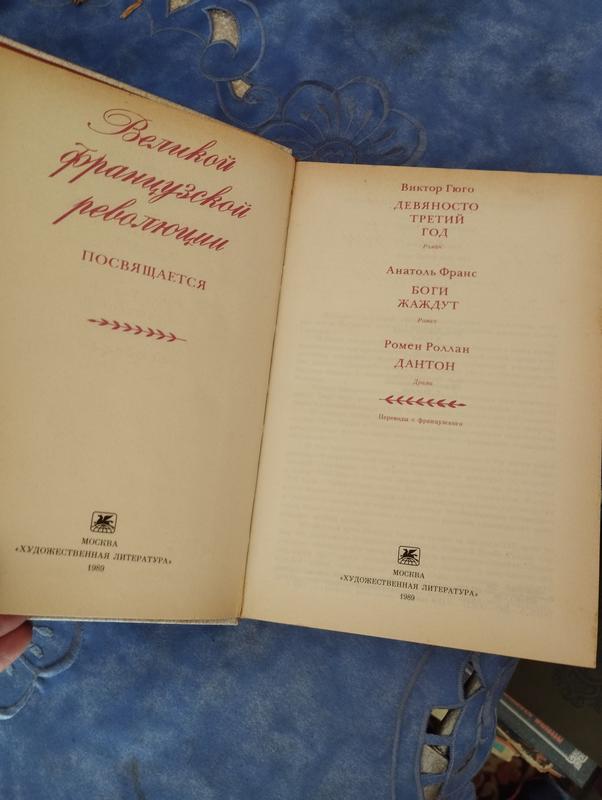 Великой
французской
революции
ПОСВЯЩАЕТСЯ
МОСКВА
«ХУДОЖЕСТВЕННАЯ ЛИТЕРАТУРА»
1989
Виктор Гюго
ДЕВЯНОСТО
ТРЕТИЙ
ГОД
Роман
Анатоль Франс
БОГИ
ЖАЖДУТ
Роман
Ромен Роллан
ДАНТОН
Драма
Переводы с французского
МОСКВА
«ХУДОЖЕСТВЕННАЯ ЛИТЕРАТУРА»
1989